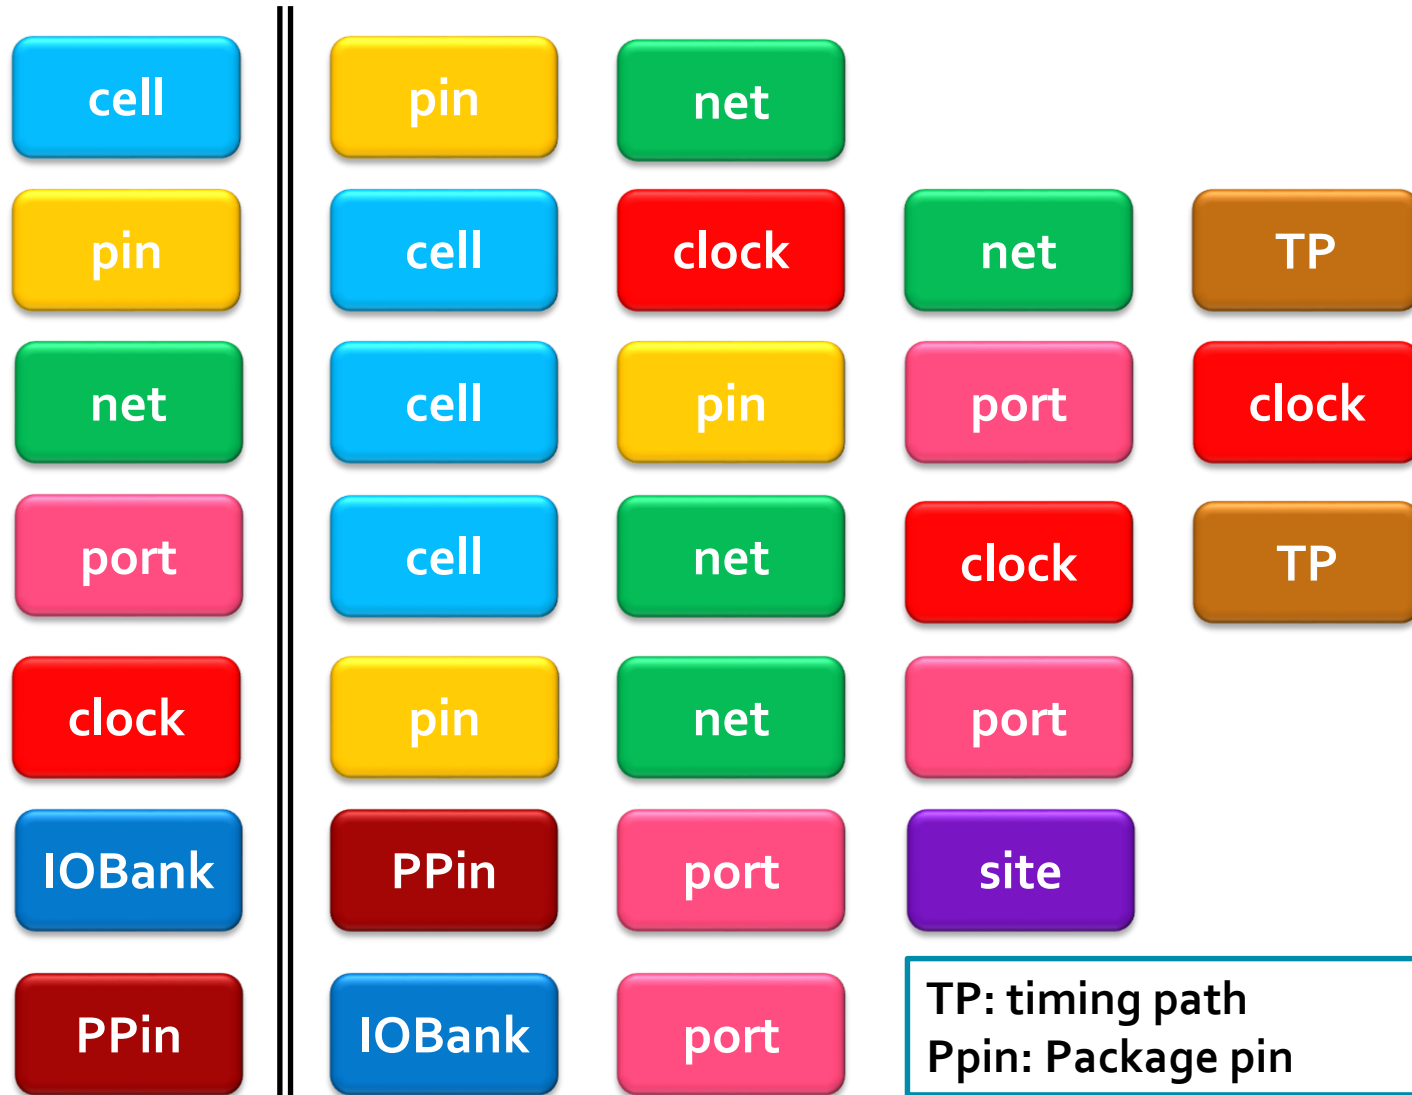 cell pin net
pin cell clock net TP
net cell pin port clock
port cell net clock TP
clock pin net port
IOBank PPin port site
PPin IOBank port
TP: timing path
Ppin: Package pin